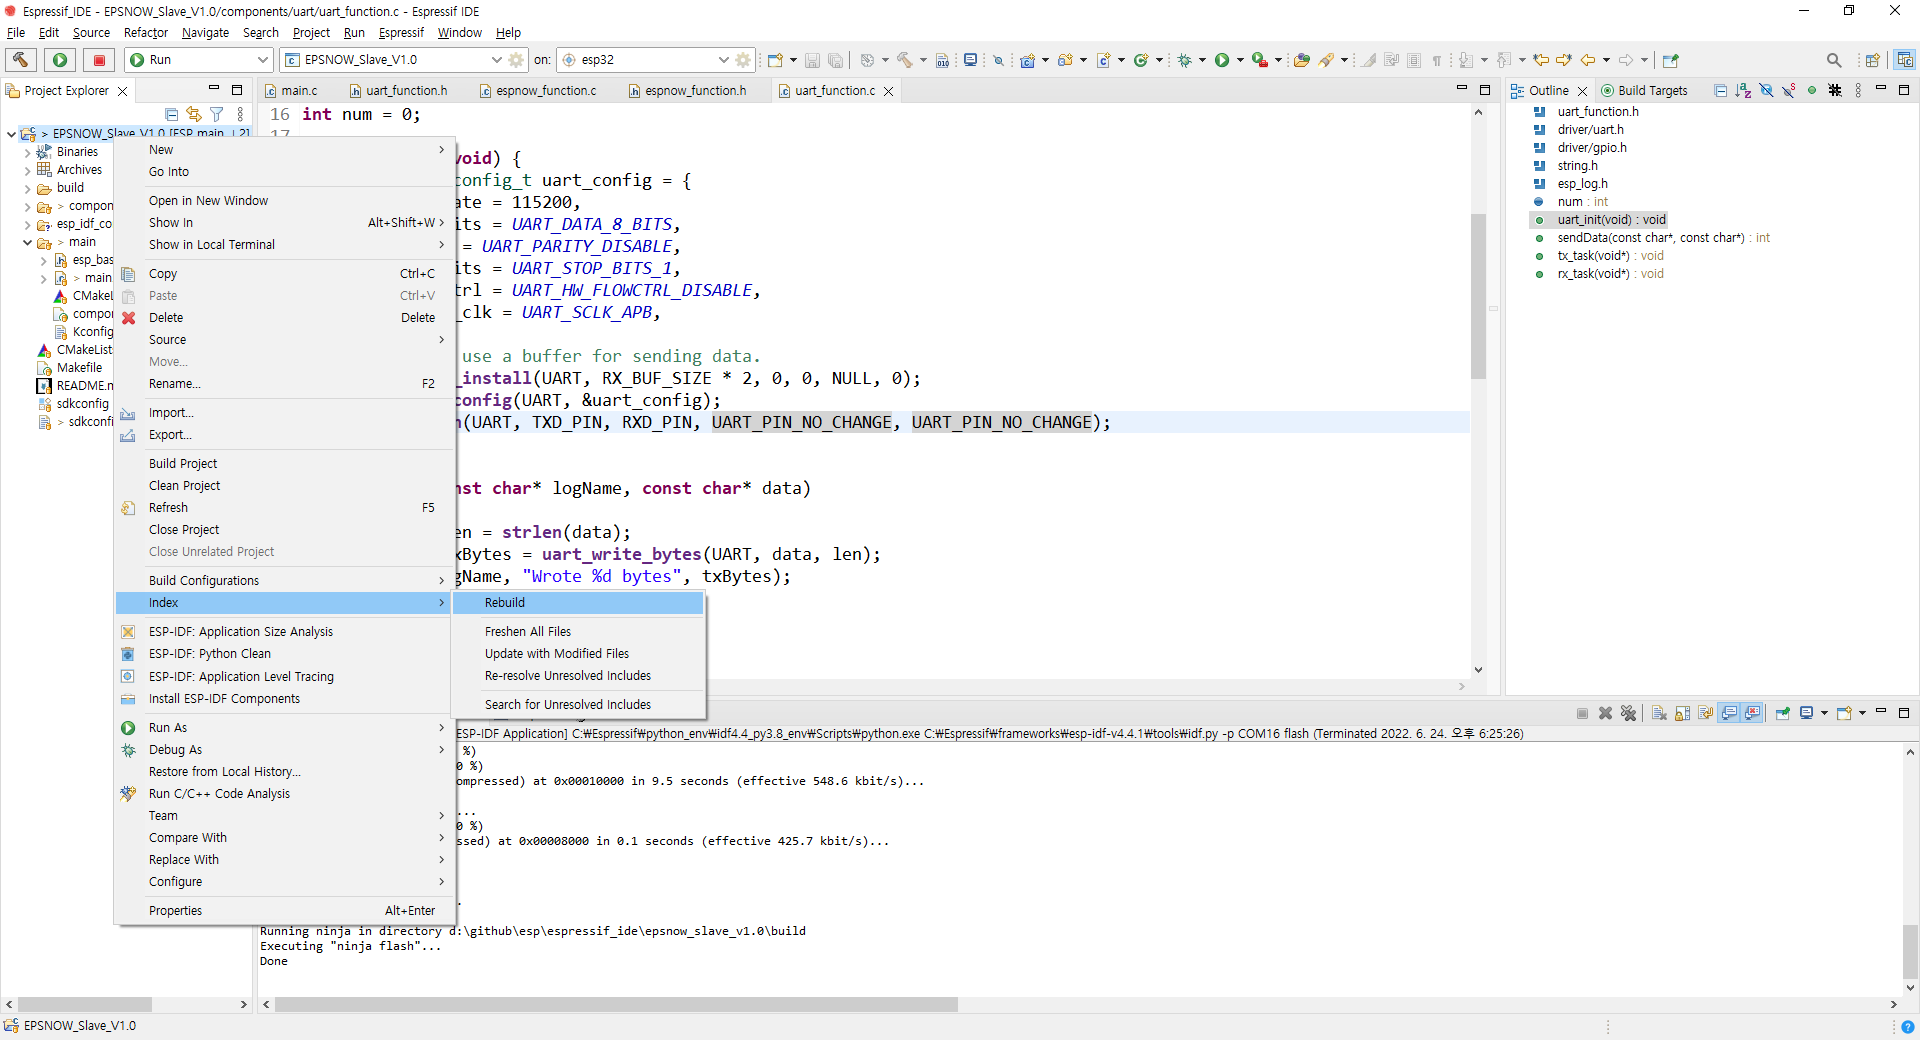 Espressif_IDE - EPSNOW_Slave_V1.0/components/uart/uart_function.c - Espressif IDE
File Edit Source Refactor Navigate Search Project Run Espressif Window Help
Run EPSNOW_Slave_V1.0 on: esp32
Project Explorer
> EPSNOW_Slave_V1.0 [ESP main ↓2]
Binaries
Archives
build
> compon
esp_idf_co
> main
esp_bas
> main
CMakeL
compo
Kconfig
CMakeList
Makefile
README.m
sdkconfig
> sdkconfi
New
Go Into
Open in New Window
Show In Alt+Shift+W
Show in Local Terminal
Copy Ctrl+C
Paste Ctrl+V
Delete Delete
Source
Move...
Rename... F2
Import...
Export...
Build Project
Clean Project
Refresh F5
Close Project
Close Unrelated Project
Build Configurations
Index
ESP-IDF: Application Size Analysis
ESP-IDF: Python Clean
ESP-IDF: Application Level Tracing
Install ESP-IDF Components
Run As
Debug As
Restore from Local History...
Run C/C++ Code Analysis
Team
Compare With
Replace With
Configure
Properties Alt+Enter
Rebuild
Freshen All Files
Update with Modified Files
Re-resolve Unresolved Includes
Search for Unresolved Includes
main.c uart_function.h espnow_function.c espnow_function.h uart_function.c
16 int num = 0;
17
void) {
config_t uart_config = {
ate = 115200,
its = UART_DATA_8_BITS,
= UART_PARITY_DISABLE,
its = UART_STOP_BITS_1,
trl = UART_HW_FLOWCTRL_DISABLE,
_clk = UART_SCLK_APB,
use a buffer for sending data.
_install(UART, RX_BUF_SIZE * 2, 0, 0, NULL, 0);
config(UART, &uart_config);
n(UART, TXD_PIN, RXD_PIN, UART_PIN_NO_CHANGE, UART_PIN_NO_CHANGE);
nst char* logName, const char* data)
en = strlen(data);
xBytes = uart_write_bytes(UART, data, len);
gName, "Wrote %d bytes", txBytes);
Outline Build Targets
uart_function.h
driver/uart.h
driver/gpio.h
string.h
esp_log.h
num : int
uart_init(void) : void
sendData(const char*, const char*) : int
tx_task(void*) : void
rx_task(void*) : void
ESP-IDF Application] C:₩Espressif₩python_env₩idf4.4_py3.8_env₩Scripts₩python.exe C:₩Espressif₩frameworks₩esp-idf-v4.4.1₩tools₩idf.py -p COM16 flash (Terminated 2022. 6. 24. 오후 6:25:26)
%)
0 %)
ompressed) at 0x00010000 in 9.5 seconds (effective 548.6 kbit/s)...
...
0 %)
ssed) at 0x00008000 in 0.1 seconds (effective 425.7 kbit/s)...
.
Running ninja in directory d:\github\esp\espressif_ide\epsnow_slave_v1.0\build
Executing "ninja flash"...
Done
EPSNOW_Slave_V1.0